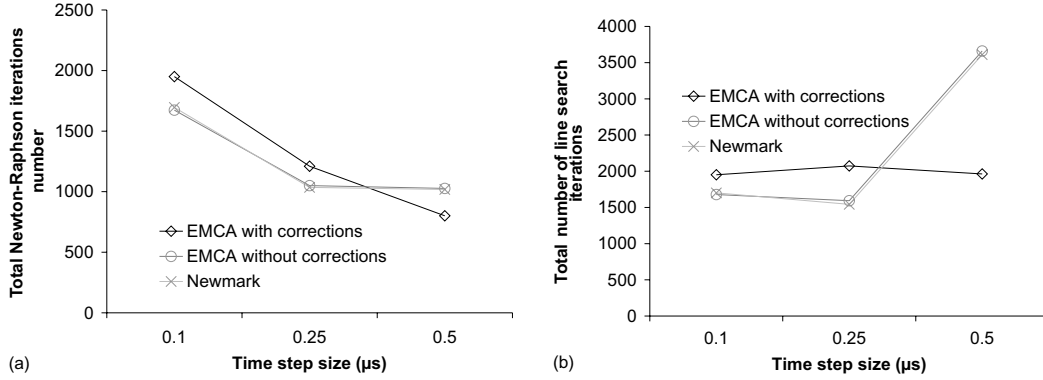 2500
2000
1500
1000
500
0
Total Newton-Raphson iterations
number
EMCA with corrections
EMCA without corrections
Newmark
0.1 0.25 0.5
Time step size (µs)
(a)
4000
3500
3000
2500
2000
1500
1000
500
0
Total number of line search
iterations
EMCA with corrections
EMCA without corrections
Newmark
0.1 0.25 0.5
Time step size (µs)
(b)